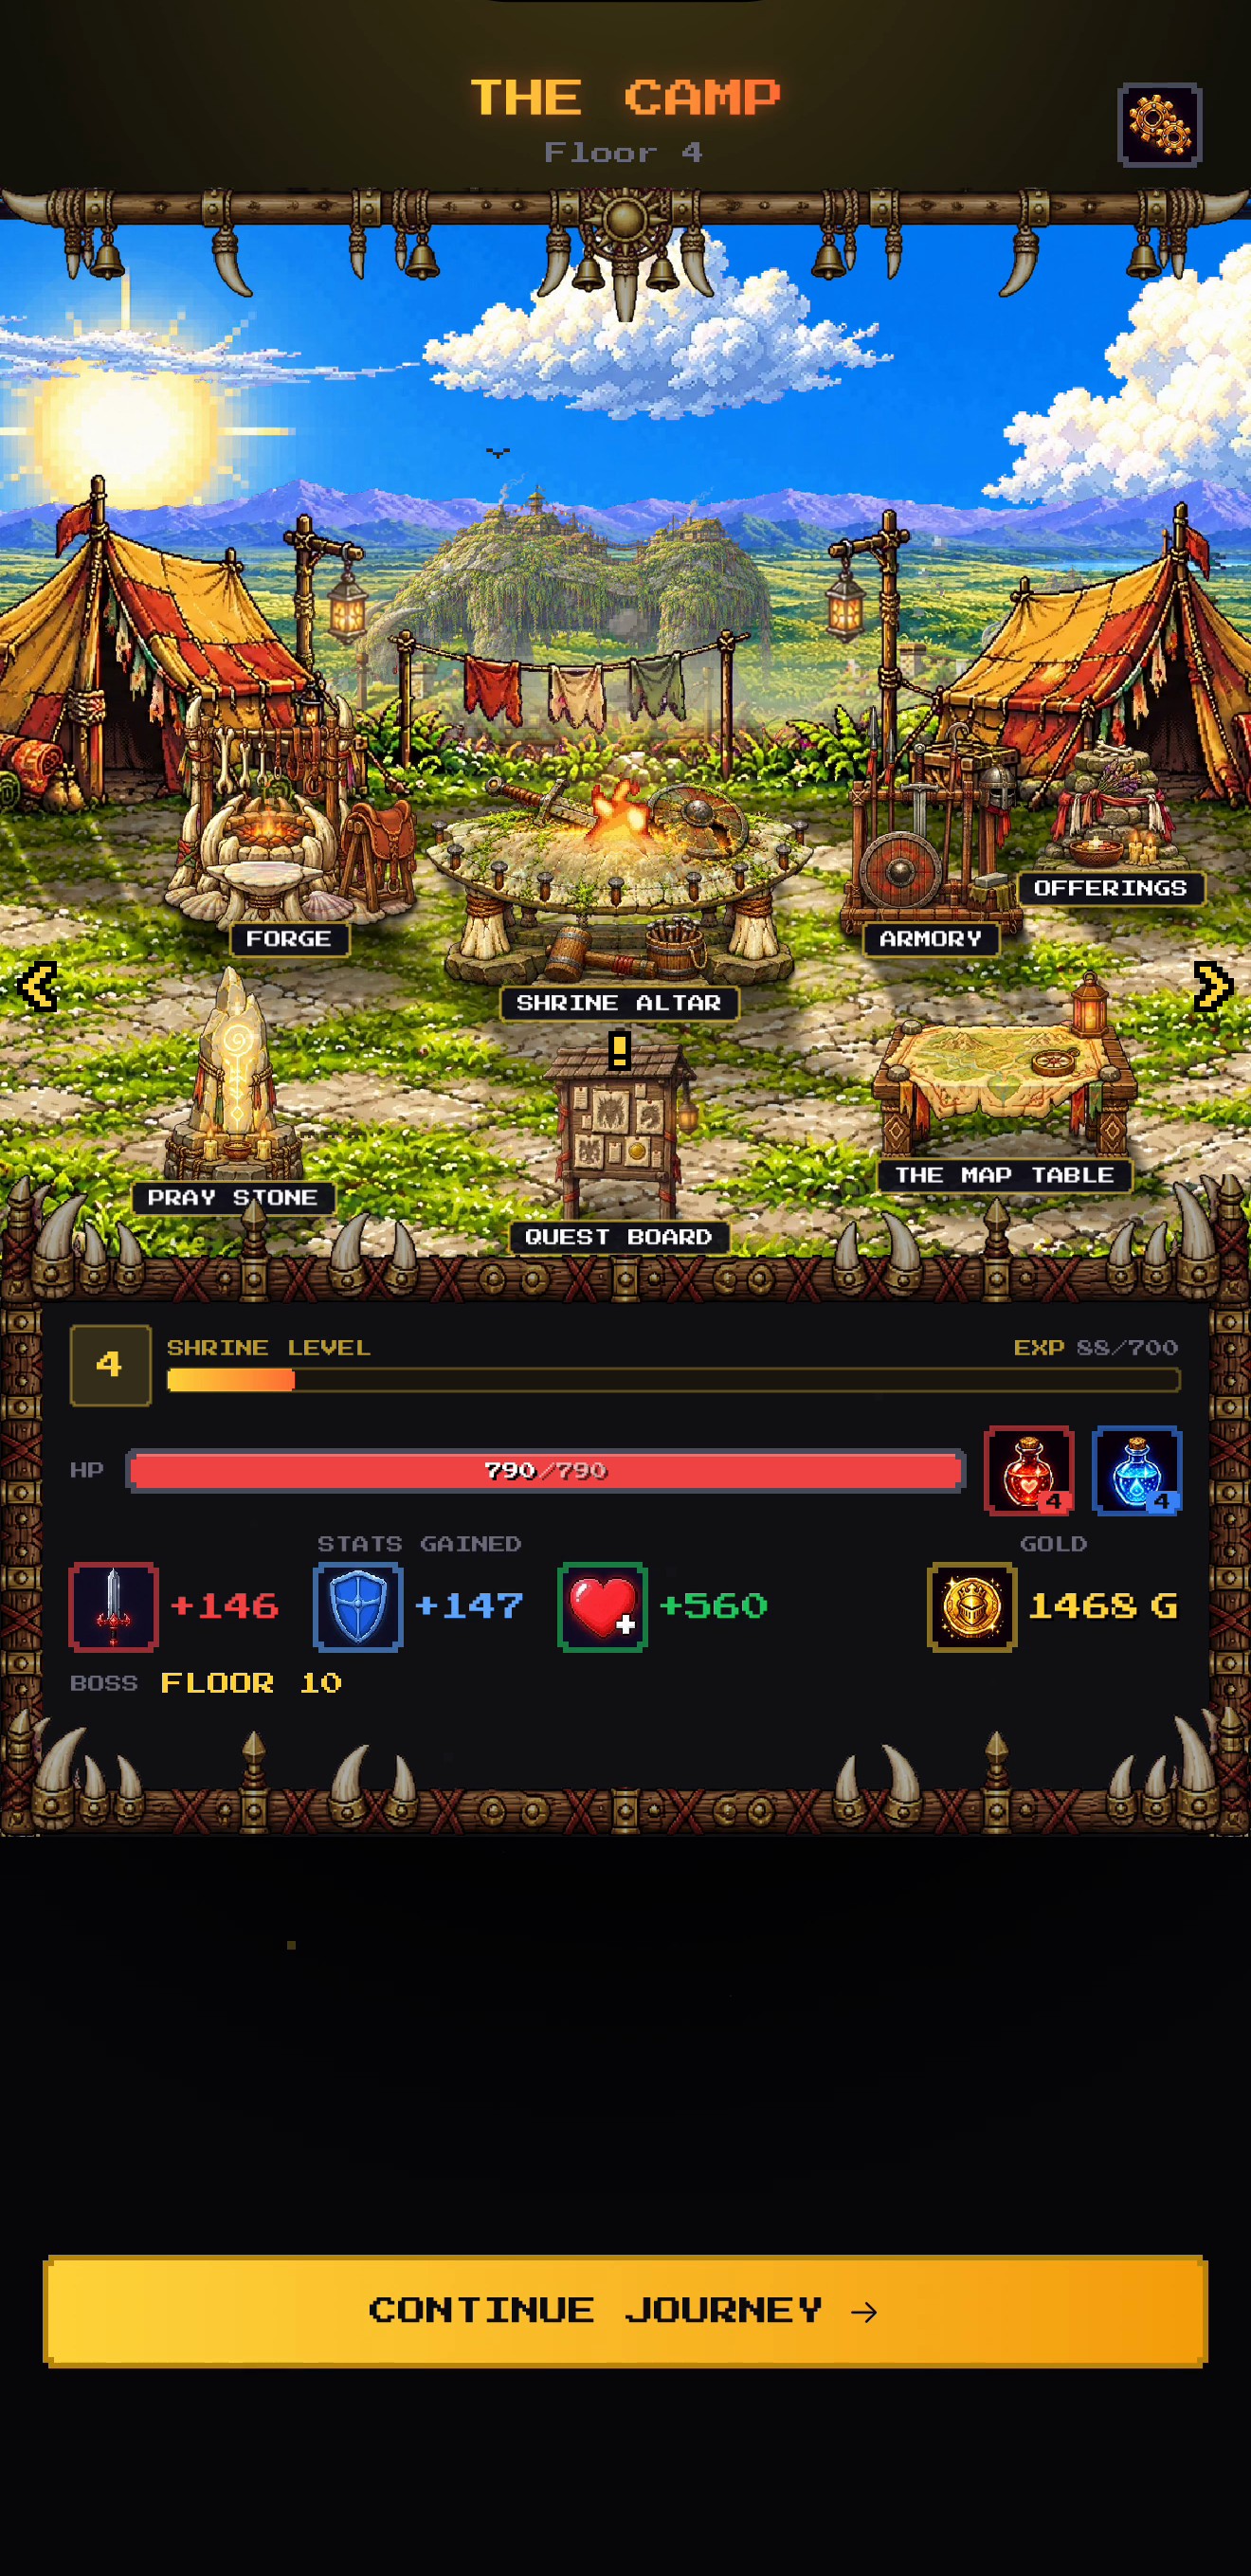 THE CAMP
Floor 4
OFFERINGS
FORGE
ARMORY
SHRINE ALTAR
!
THE MAP TABLE
PRAY STONE
QUEST BOARD
4
SHRINE LEVEL
EXP 88/700
HP
790/790
4
4
STATS GAINED
GOLD
+146
+147
+560
1468 G
BOSS FLOOR 10
CONTINUE JOURNEY →